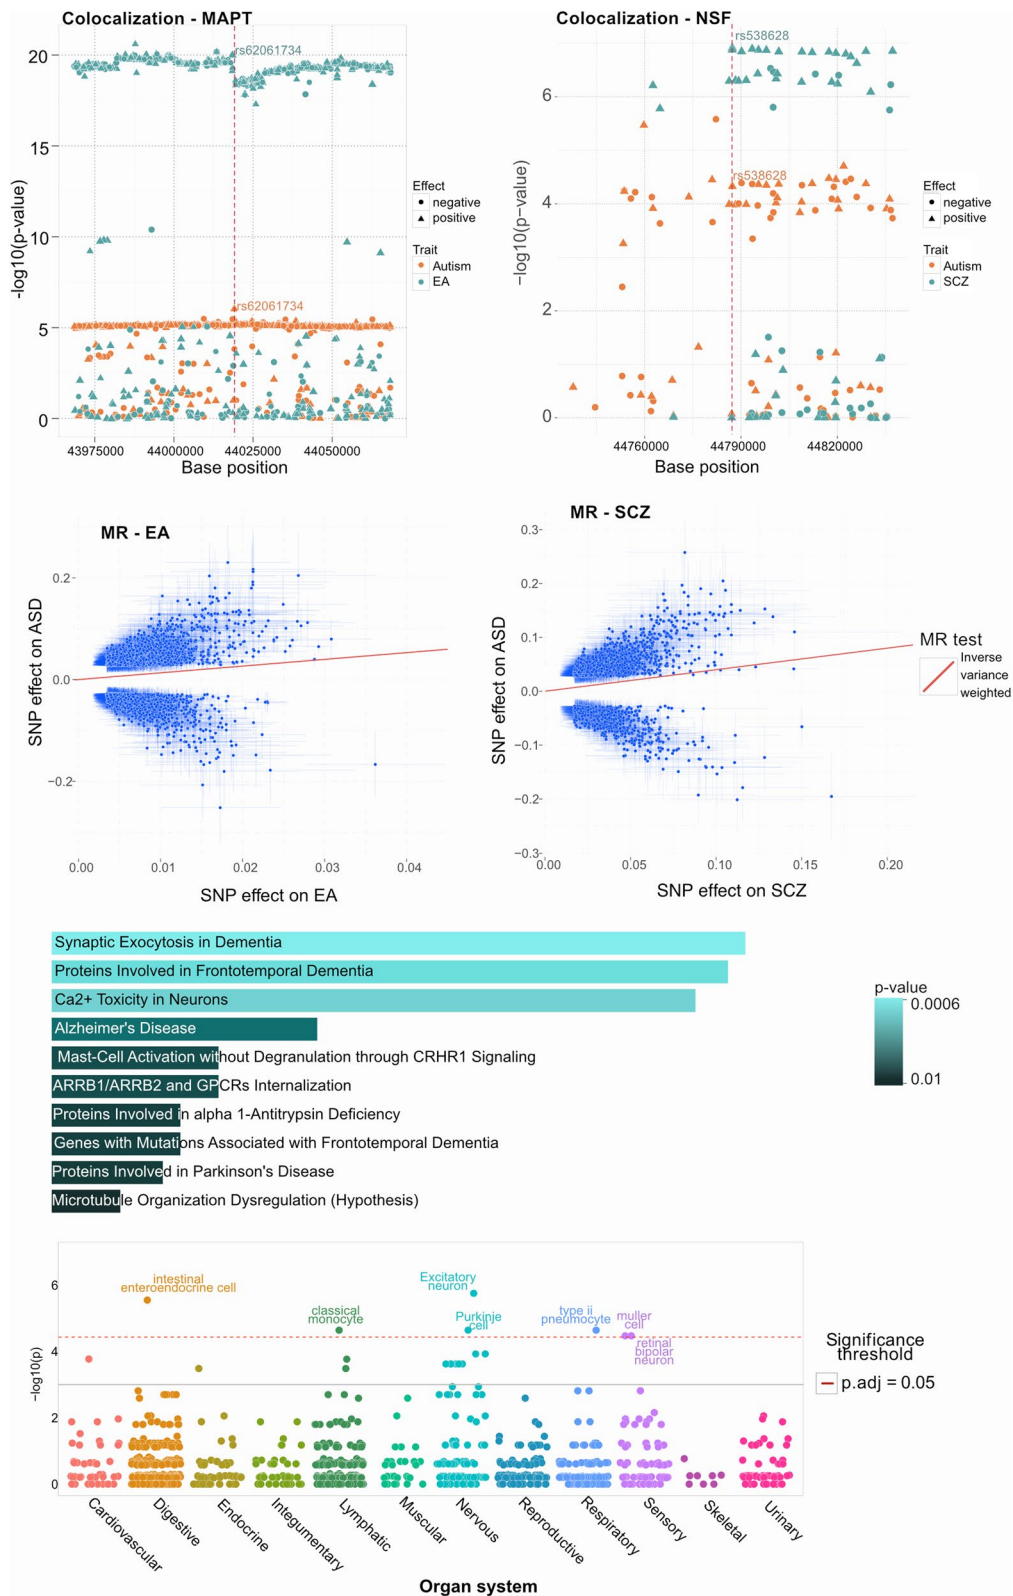 Colocalization - MAPT
20
15
10
5
0
-log10(p-value)
rs62061734
rs62061734
43975000
44000000
44025000
44050000
Base position
Effect
negative
positive
Trait
Autism
EA
Colocalization - NSF
6
4
2
0
−log10(p−value)
rs538628
rs538628
44760000
44790000
44820000
Base position
Effect
negative
positive
Trait
Autism
SCZ
MR - EA
0.2
0.0
−0.2
SNP effect on ASD
0.00
0.01
0.02
0.03
0.04
SNP effect on EA
MR - SCZ
0.3
0.2
0.1
0.0
−0.1
−0.2
−0.3
SNP effect on ASD
0.00
0.05
0.10
0.15
0.20
SNP effect on SCZ
MR test
Inverse
variance
weighted
Synaptic Exocytosis in Dementia
Proteins Involved in Frontotemporal Dementia
Ca2+ Toxicity in Neurons
Alzheimer's Disease
Mast-Cell Activation without Degranulation through CRHR1 Signaling
ARRB1/ARRB2 and GPCRs Internalization
Proteins Involved in alpha 1-Antitrypsin Deficiency
Genes with Mutations Associated with Frontotemporal Dementia
Proteins Involved in Parkinson's Disease
Microtubule Organization Dysregulation (Hypothesis)
p-value
0.0006
0.01
6
4
2
0
−log10(p)
intestinal
enteroendocrine cell
classical
monocyte
Excitatory
neuron
Purkinje
cell
type ii
pneumocyte
muller
cell
retinal
bipolar
neuron
Significance
threshold
p.adj = 0.05
Cardiovascular
Digestive
Endocrine
Integumentary
Lymphatic
Muscular
Nervous
Reproductive
Respiratory
Sensory
Skeletal
Urinary
Organ system